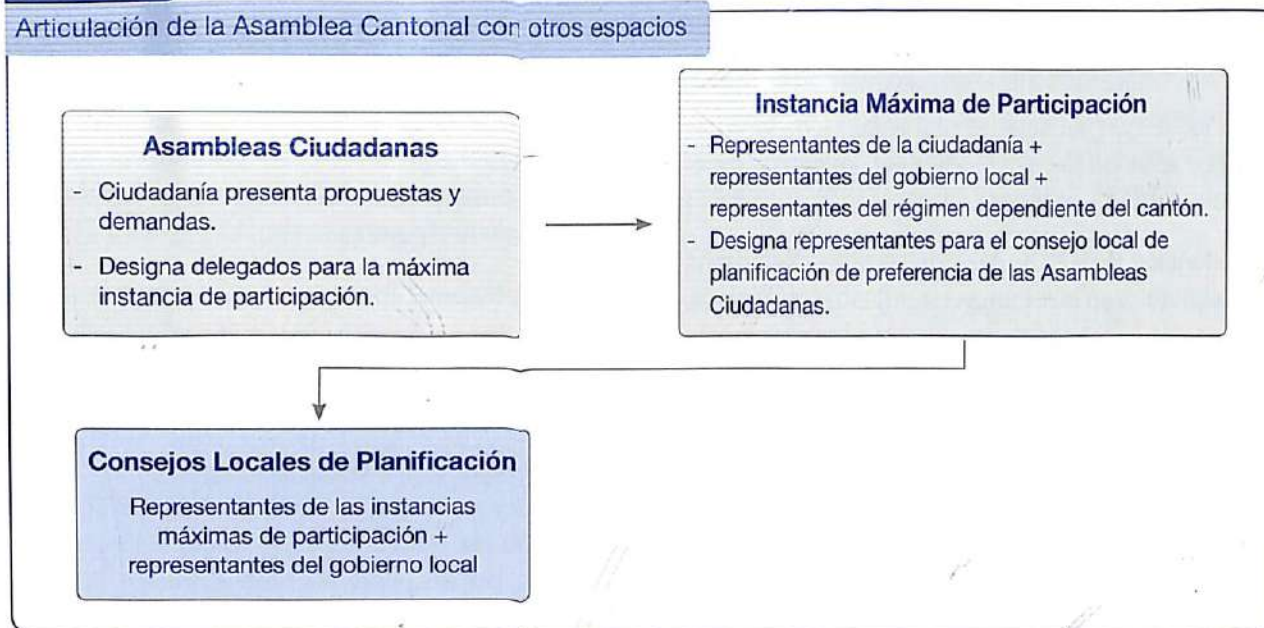 Articulación de la Asamblea Cantonal con otros espacios
Asambleas Ciudadanas
- Ciudadanía presenta propuestas y
demandas.
- Designa delegados para la máxima
instancia de participación.
Instancia Máxima de Participación
- Representantes de la ciudadanía +
representantes del gobierno local +
representantes del régimen dependiente del cantón.
- Designa representantes para el consejo local de
planificación de preferencia de las Asambleas
Ciudadanas.
Consejos Locales de Planificación
Representantes de las instancias
máximas de participación +
representantes del gobierno local